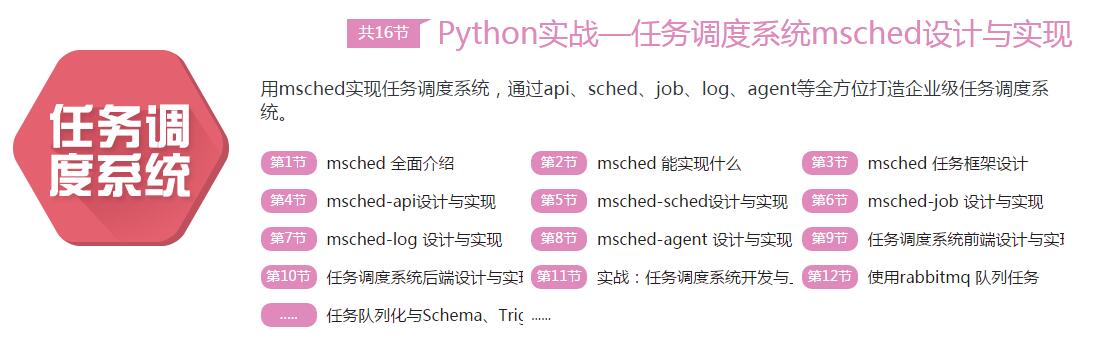 任务调
度系统
共16节
Python实战—任务调度系统msched设计与实现
用msched实现任务调度系统，通过api、sched、job、log、agent等全方位打造企业级任务调度系
统。
第1节 msched 全面介绍 第2节 msched 能实现什么 第3节 msched 任务框架设计
第4节 msched-api设计与实现 第5节 msched-sched设计与实现 第6节 msched-job 设计与实现
第7节 msched-log 设计与实现 第8节 msched-agent 设计与实现 第9节 任务调度系统前端设计与实
第10节 任务调度系统后端设计与实 第11节 实战：任务调度系统开发与 第12节 使用rabbitmq 队列任务
..... 任务队列化与Schema、Trig ......